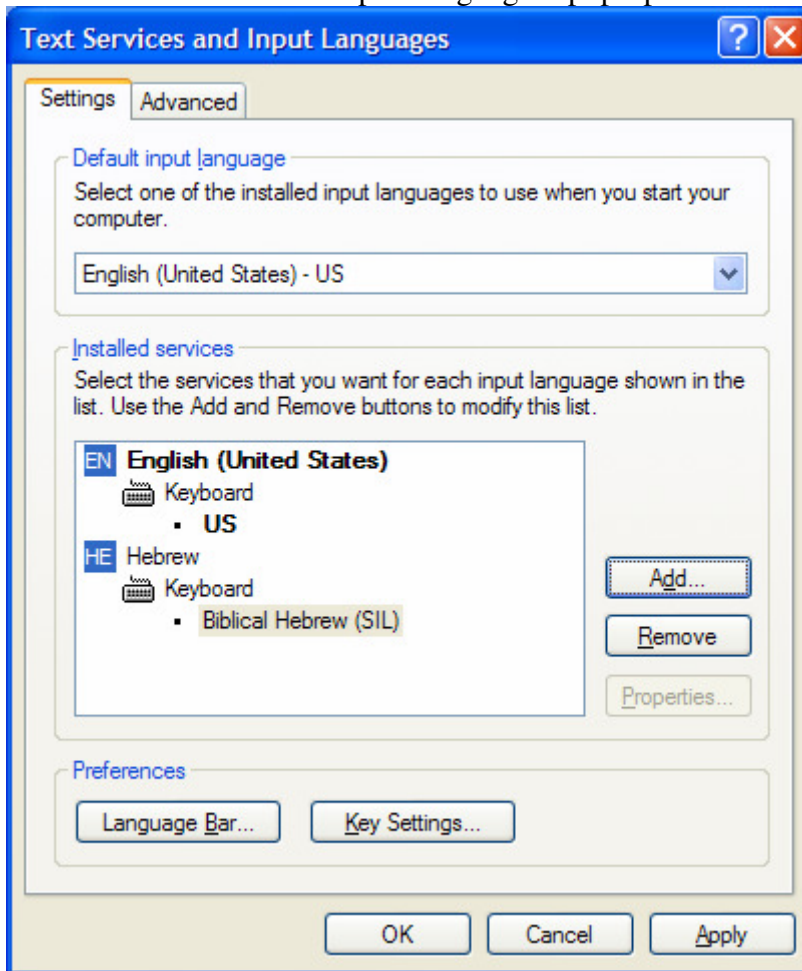 Text Services and Input Languages
Settings Advanced
Default input language
Select one of the installed input languages to use when you start your
computer.
English (United States) - US
Installed services
Select the services that you want for each input language shown in the
list. Use the Add and Remove buttons to modify this list.
EN English (United States)
Keyboard
• US
HE Hebrew
Keyboard
• Biblical Hebrew (SIL)
Add...
Remove
Properties...
Preferences
Language Bar... Key Settings...
OK Cancel Apply